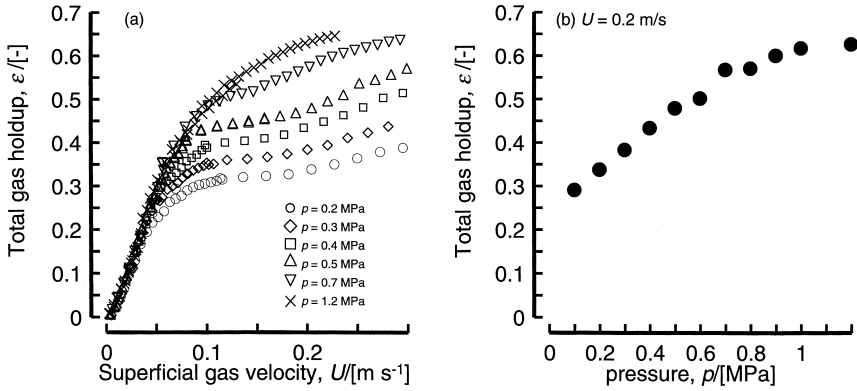 (a)
Total gas holdup, ε/[-]
0.7
0.6
0.5
0.4
0.3
0.2
0.1
0
p = 0.2 MPa
p = 0.3 MPa
p = 0.4 MPa
p = 0.5 MPa
p = 0.7 MPa
p = 1.2 MPa
0 0.1 0.2
Superficial gas velocity, U/[m s-1]
(b) U = 0.2 m/s
Total gas holdup, ε/[-]
0.7
0.6
0.5
0.4
0.3
0.2
0.1
0
0 0.2 0.4 0.6 0.8 1
pressure, p/[MPa]